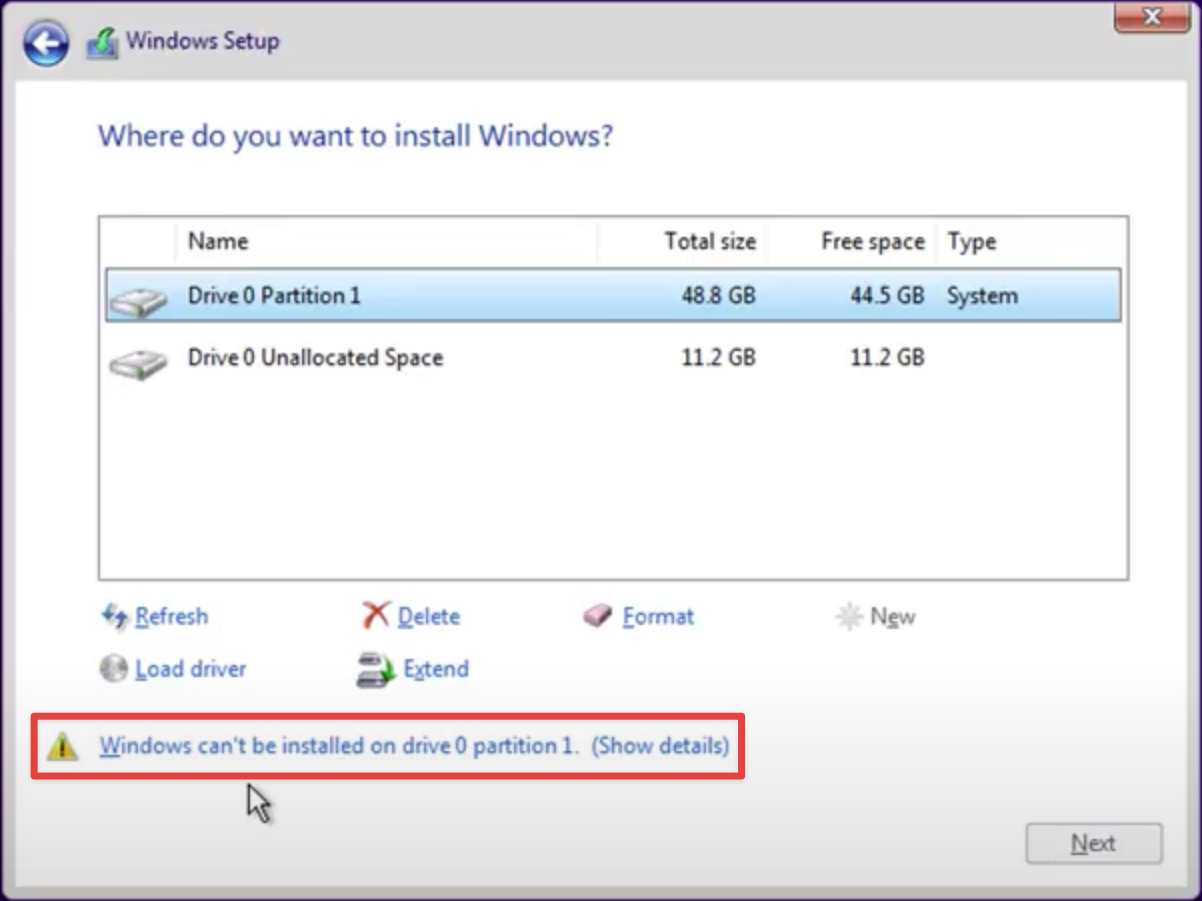 Windows Setup
Where do you want to install Windows?
Name Total size Free space Type
Drive 0 Partition 1 48.8 GB 44.5 GB System
Drive 0 Unallocated Space 11.2 GB 11.2 GB
Refresh Delete Format New
Load driver Extend
Windows can't be installed on drive 0 partition 1. (Show details)
Next